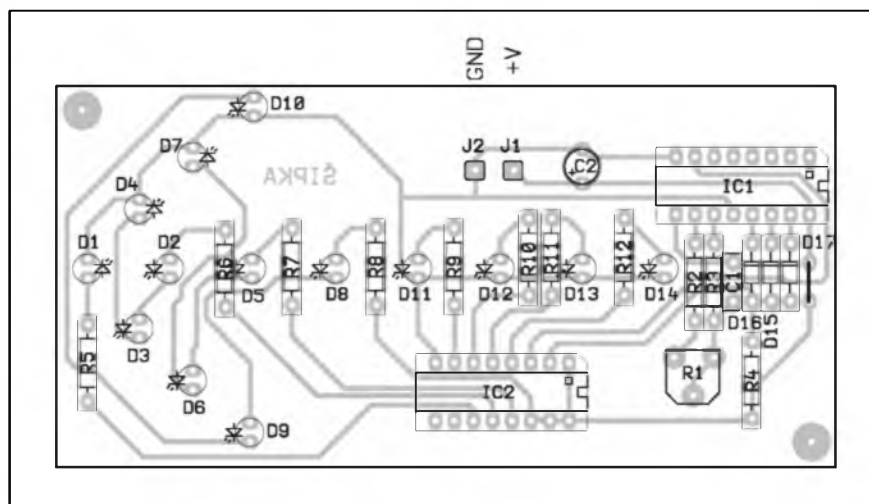 GND
+V
D10
D7
J2
J1
C2
ŠIPKA
IC1
D4
D1
D2
R6
D5
R7
D8
R8
D11
R9
D12
R10
R11
D13
R12
D14
R2
R3
C1
D17
D16
D15
D3
R5
D6
IC2
R1
R4
D9